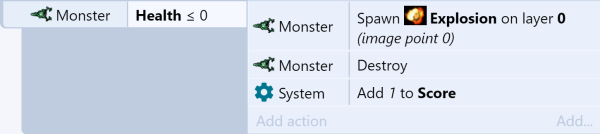 Monster Health ≤ 0
Monster Spawn Explosion on layer 0
(image point 0)
Monster Destroy
System Add 1 to Score
Add action Add...